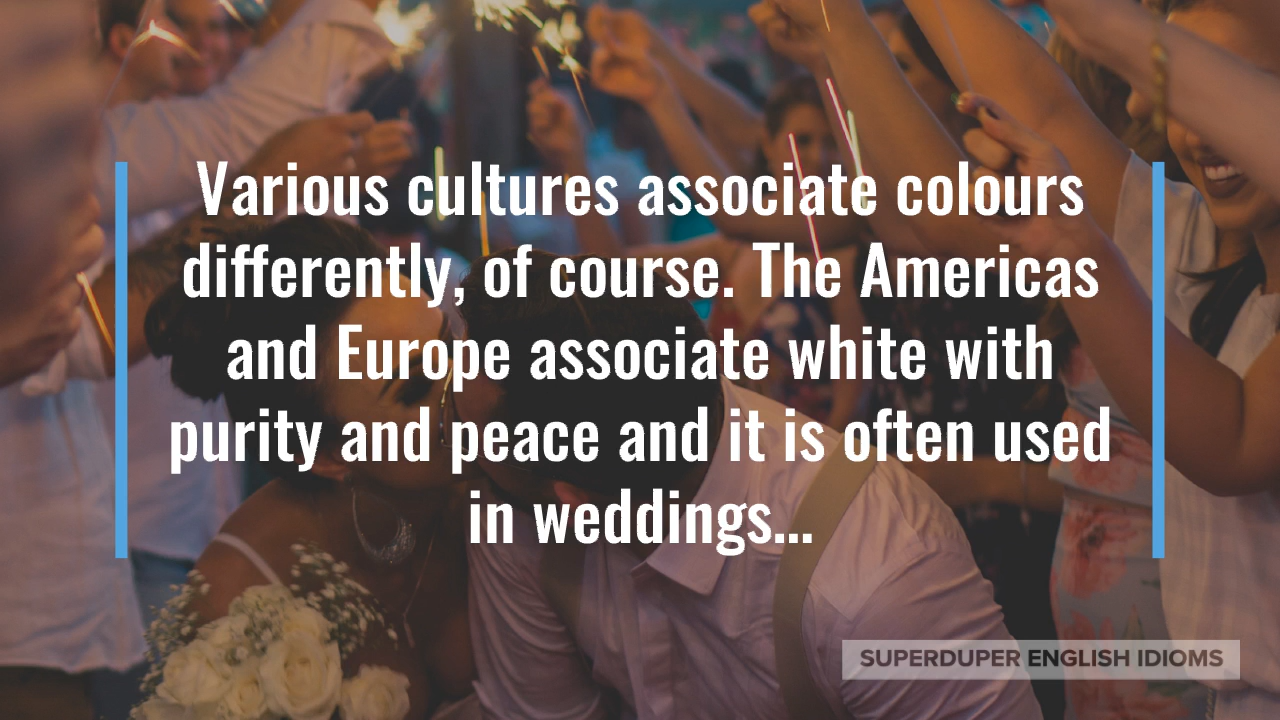 Various cultures associate colours
differently, of course. The Americas
and Europe associate white with
purity and peace and it is often used
in weddings...
SUPERDUPER ENGLISH IDIOMS